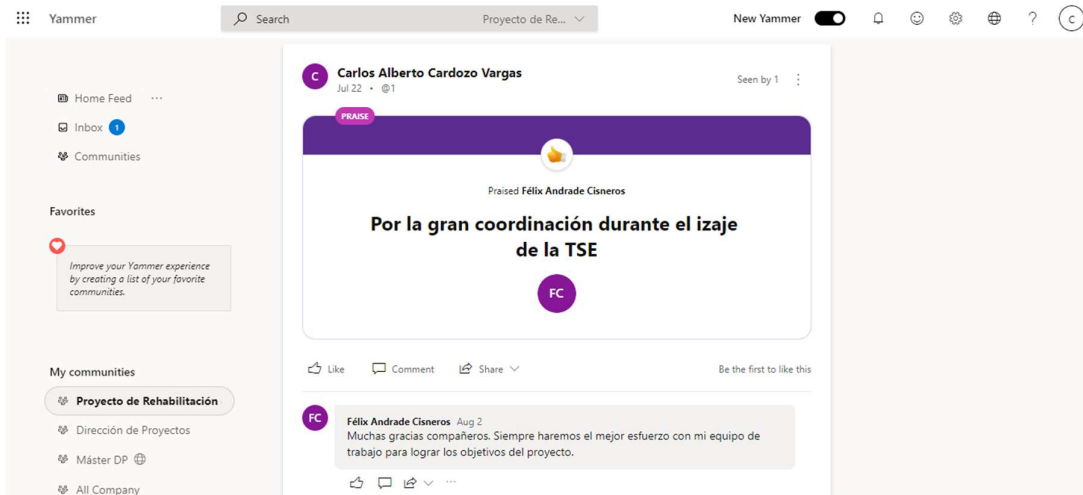 Yammer
Search
Proyecto de Re...
New Yammer
?
C
Home Feed
Inbox 1
Communities
Favorites
Improve your Yammer experience
by creating a list of your favorite
communities.
My communities
Proyecto de Rehabilitación
Dirección de Proyectos
Máster DP
All Company
C
Carlos Alberto Cardozo Vargas
Jul 22 • @1
Seen by 1
PRAISE
Praised Félix Andrade Cisneros
Por la gran coordinación durante el izaje
de la TSE
FC
Like
Comment
Share
Be the first to like this
FC
Félix Andrade Cisneros Aug 2
Muchas gracias compañeros. Siempre haremos el mejor esfuerzo con mi equipo de
trabajo para lograr los objetivos del proyecto.